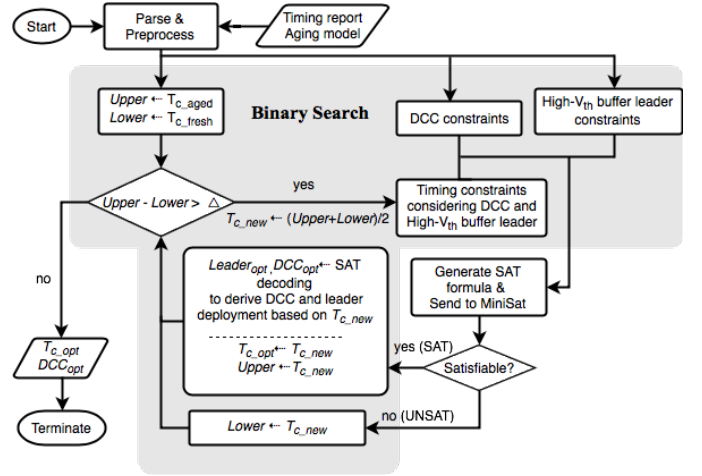 Start
Parse &
Preprocess
Timing report
Aging model
Upper ← T_c_aged
Lower ← T_c_fresh
Binary Search
DCC constraints
High-V_th buffer leader
constraints
Upper - Lower > △
yes
T_c_new ← (Upper+Lower)/2
Timing constraints
considering DCC and
High-V_th buffer leader
no
Leader_opt, DCC_opt ← SAT
decoding
to derive DCC and leader
deployment based on T_c_new
T_c_opt ← T_c_new
Upper ← T_c_new
Generate SAT
formula &
Send to MiniSat
yes (SAT)
Satisfiable?
no (UNSAT)
Lower ← T_c_new
T_c_opt
DCC_opt
Terminate